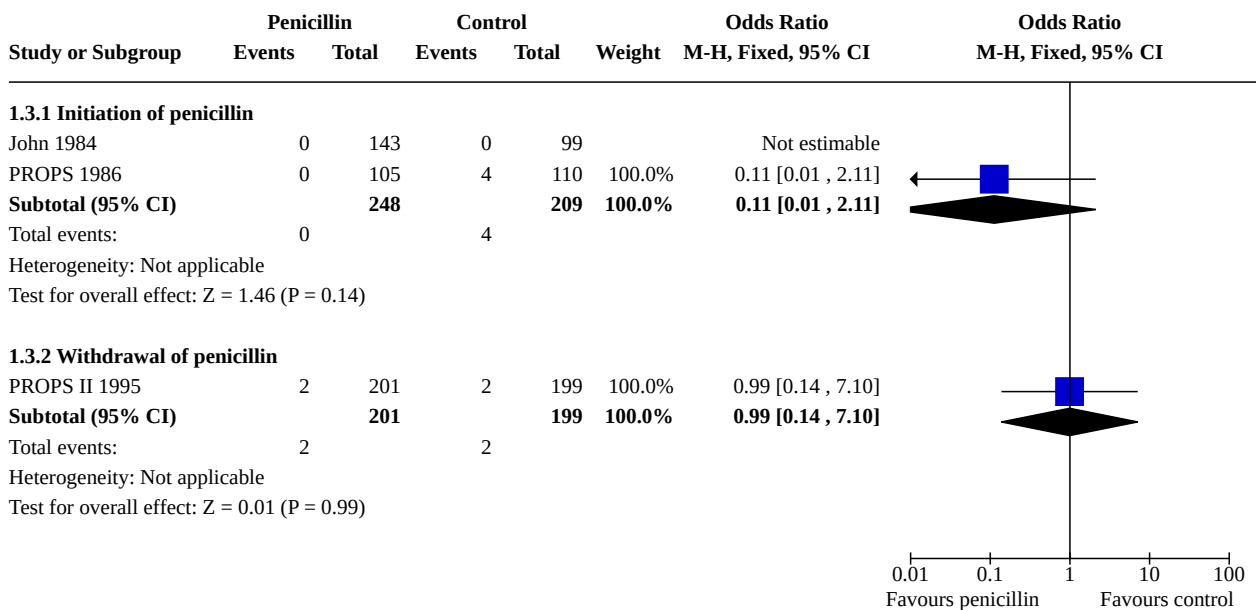 Penicillin Control Odds Ratio Odds Ratio
Study or Subgroup Events Total Events Total Weight M-H, Fixed, 95% CI M-H, Fixed, 95% CI
1.3.1 Initiation of penicillin
John 1984 0 143 0 99 Not estimable
PROPS 1986 0 105 4 110 100.0% 0.11 [0.01 , 2.11]
Subtotal (95% CI) 248 209 100.0% 0.11 [0.01 , 2.11]
Total events: 0 4
Heterogeneity: Not applicable
Test for overall effect: Z = 1.46 (P = 0.14)
1.3.2 Withdrawal of penicillin
PROPS II 1995 2 201 2 199 100.0% 0.99 [0.14 , 7.10]
Subtotal (95% CI) 201 199 100.0% 0.99 [0.14 , 7.10]
Total events: 2 2
Heterogeneity: Not applicable
Test for overall effect: Z = 0.01 (P = 0.99)
0.01 0.1 1 10 100
Favours penicillin Favours control